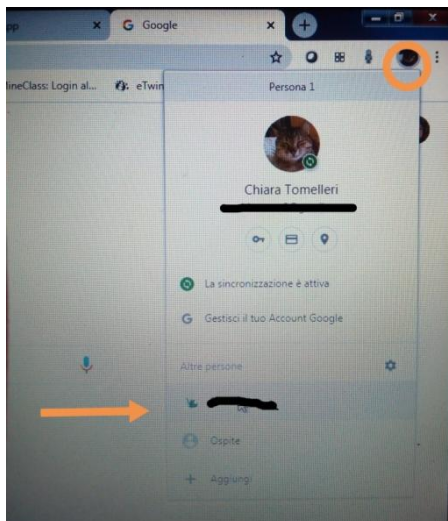 pp
Google
MineClass: Login al...
eTwin
Persona 1
Chiara Tomelleri
La sincronizzazione è attiva
Gestisci il tuo Account Google
Altre persone
Ospite
Aggiungi